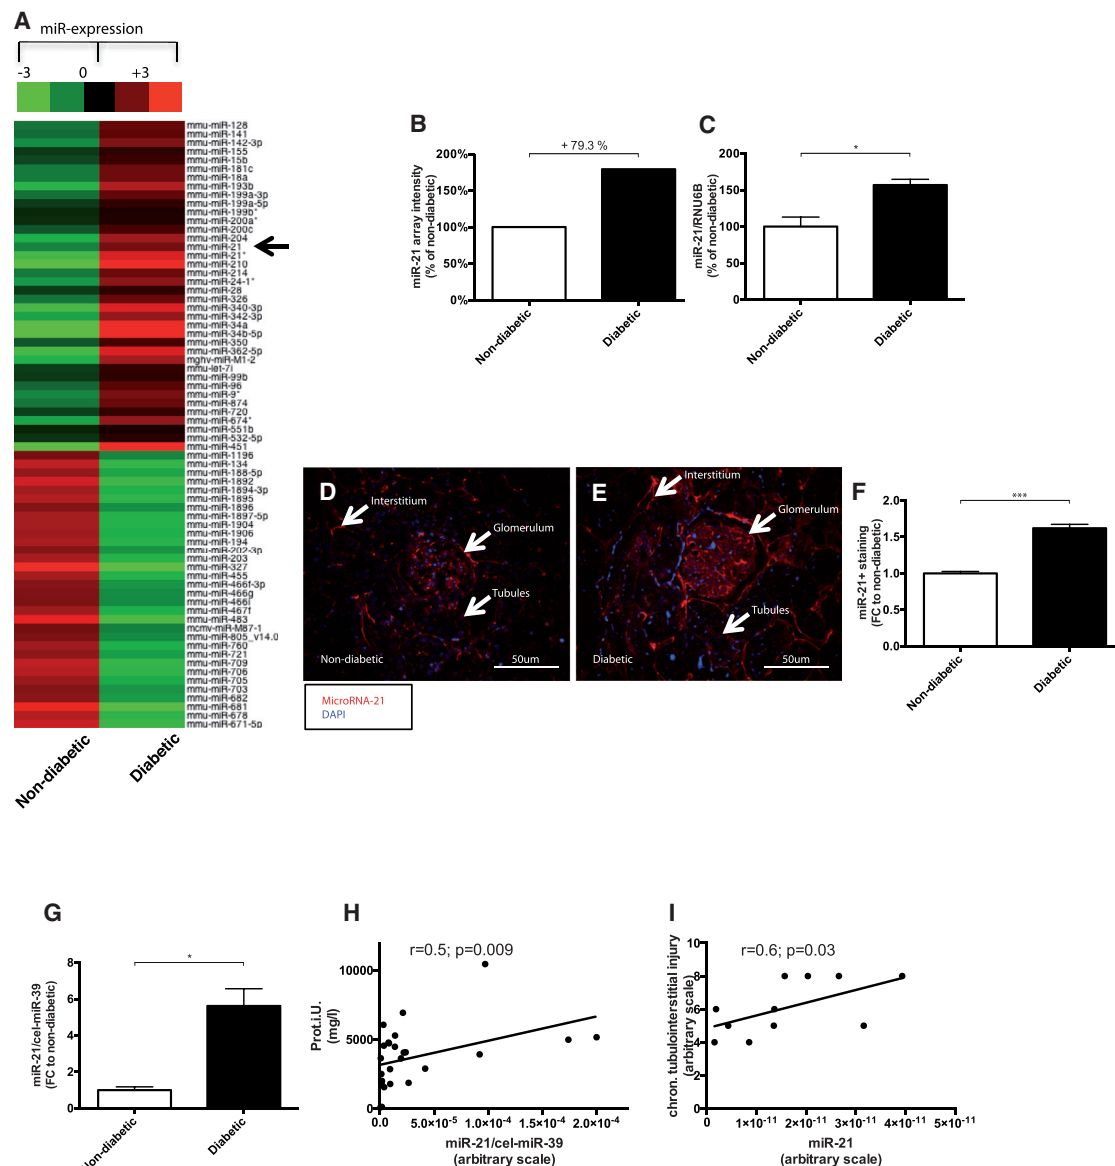 A
miR-expression
-3 0 +3
mmu-miR-128
mmu-miR-141
mmu-miR-142-3p
mmu-miR-155
mmu-miR-15b
mmu-miR-181c
mmu-miR-18a
mmu-miR-193b
mmu-miR-199a-3p
mmu-miR-199a-5p
mmu-miR-199b*
mmu-miR-200a*
mmu-miR-200c
mmu-miR-204
mmu-miR-21
mmu-miR-21*
mmu-miR-210
mmu-miR-214
mmu-miR-24-1*
mmu-miR-28
mmu-miR-326
mmu-miR-340-3p
mmu-miR-342-3p
mmu-miR-34a
mmu-miR-34b-5p
mmu-miR-350
mmu-miR-362-5p
mghv-miR-M1-2
mmu-let-7i
mmu-miR-99b
mmu-miR-96
mmu-miR-9*
mmu-miR-874
mmu-miR-720
mmu-miR-674*
mmu-miR-551b
mmu-miR-532-5p
mmu-miR-451
mmu-miR-1196
mmu-miR-134
mmu-miR-188-5p
mmu-miR-1892
mmu-miR-1894-3p
mmu-miR-1895
mmu-miR-1896
mmu-miR-1897-5p
mmu-miR-1904
mmu-miR-1906
mmu-miR-194
mmu-miR-202-3p
mmu-miR-203
mmu-miR-327
mmu-miR-455
mmu-miR-466f-3p
mmu-miR-466g
mmu-miR-466i
mmu-miR-467f
mmu-miR-483
mcmv-miR-M87-1
mmu-miR-805_v14.0
mmu-miR-760
mmu-miR-721
mmu-miR-709
mmu-miR-706
mmu-miR-705
mmu-miR-703
mmu-miR-682
mmu-miR-681
mmu-miR-678
mmu-miR-671-5p
Non-diabetic
Diabetic
B
+ 79.3 %
miR-21 array intensity
(% of non-diabetic)
200%
150%
100%
50%
0%
Non-diabetic
Diabetic
C
*
miR-21/RNU6B
(% of non-diabetic)
200
150
100
50
0
Non-diabetic
Diabetic
D
Interstitium
Glomerulum
Tubules
Non-diabetic
50um
E
Interstitium
Glomerulum
Tubules
Diabetic
50um
MicroRNA-21
DAPI
F
***
miR-21+ staining
(FC to non-diabetic)
2.0
1.5
1.0
0.5
0.0
Non-diabetic
Diabetic
G
*
miR-21/cel-miR-39
(FC to non-diabetic)
8
6
4
2
0
Non-diabetic
Diabetic
H
r=0.5; p=0.009
Prot.i.U.
(mg/l)
10000
5000
0
0 5.0×10-5 1.0×10-4 1.5×10-4 2.0×10-4
miR-21/cel-miR-39
(arbitrary scale)
I
r=0.6; p=0.03
chron. tubulointerstitial injury
(arbitrary scale)
10
8
6
4
2
0
0 1×10-11 2×10-11 3×10-11 4×10-11 5×10-11
miR-21
(arbitrary scale)